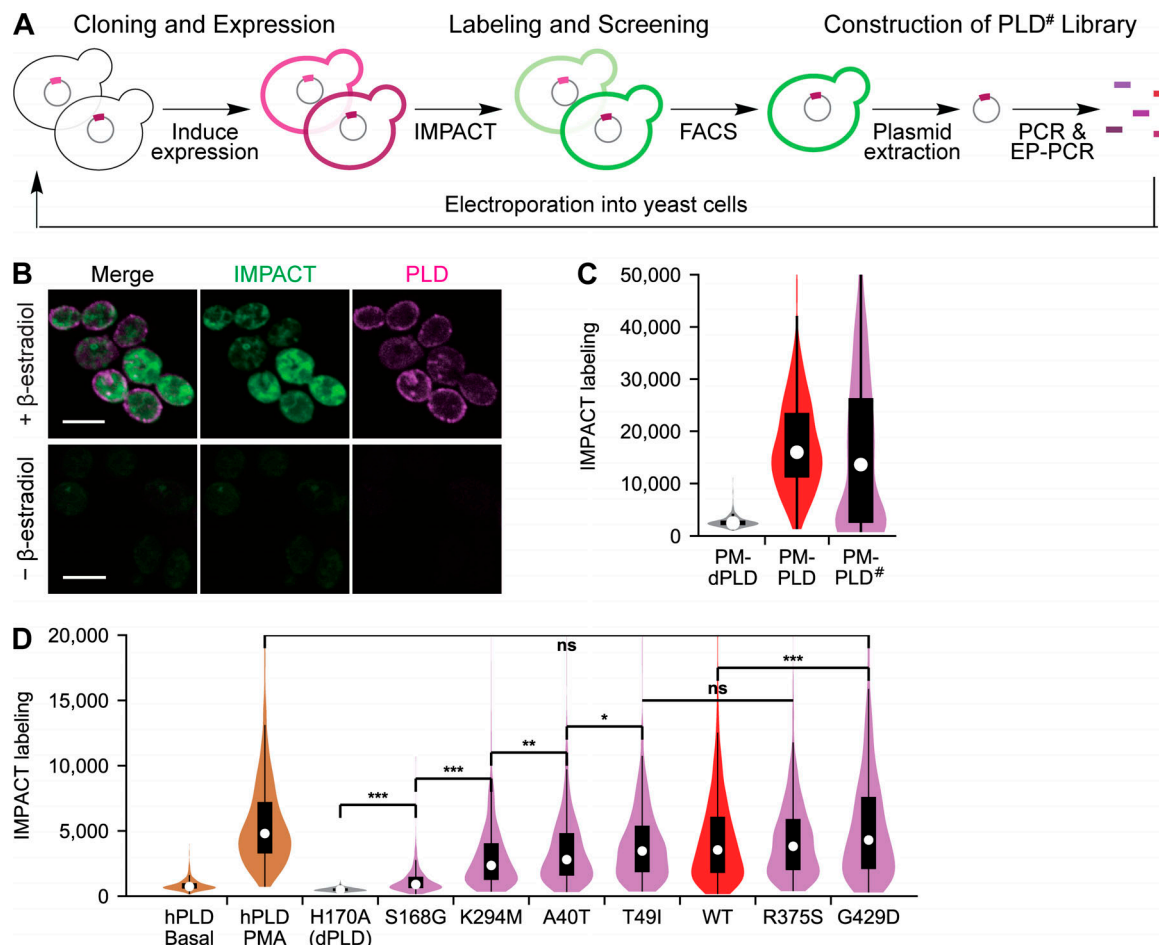 A
Cloning and Expression
Labeling and Screening
Construction of PLD# Library
Induce
expression
IMPACT
FACS
Plasmid
extraction
PCR &
EP-PCR
Electroporation into yeast cells
B
Merge
IMPACT
PLD
+ β-estradiol
− β-estradiol
C
IMPACT labeling
50,000
40,000
30,000
20,000
10,000
0
PM-
dPLD
PM-
PLD
PM-
PLD#
D
IMPACT labeling
20,000
15,000
10,000
5,000
0
ns
***
ns
*
**
***
***
hPLD
Basal
hPLD
PMA
H170A
(dPLD)
S168G
K294M
A40T
T49I
WT
R375S
G429D